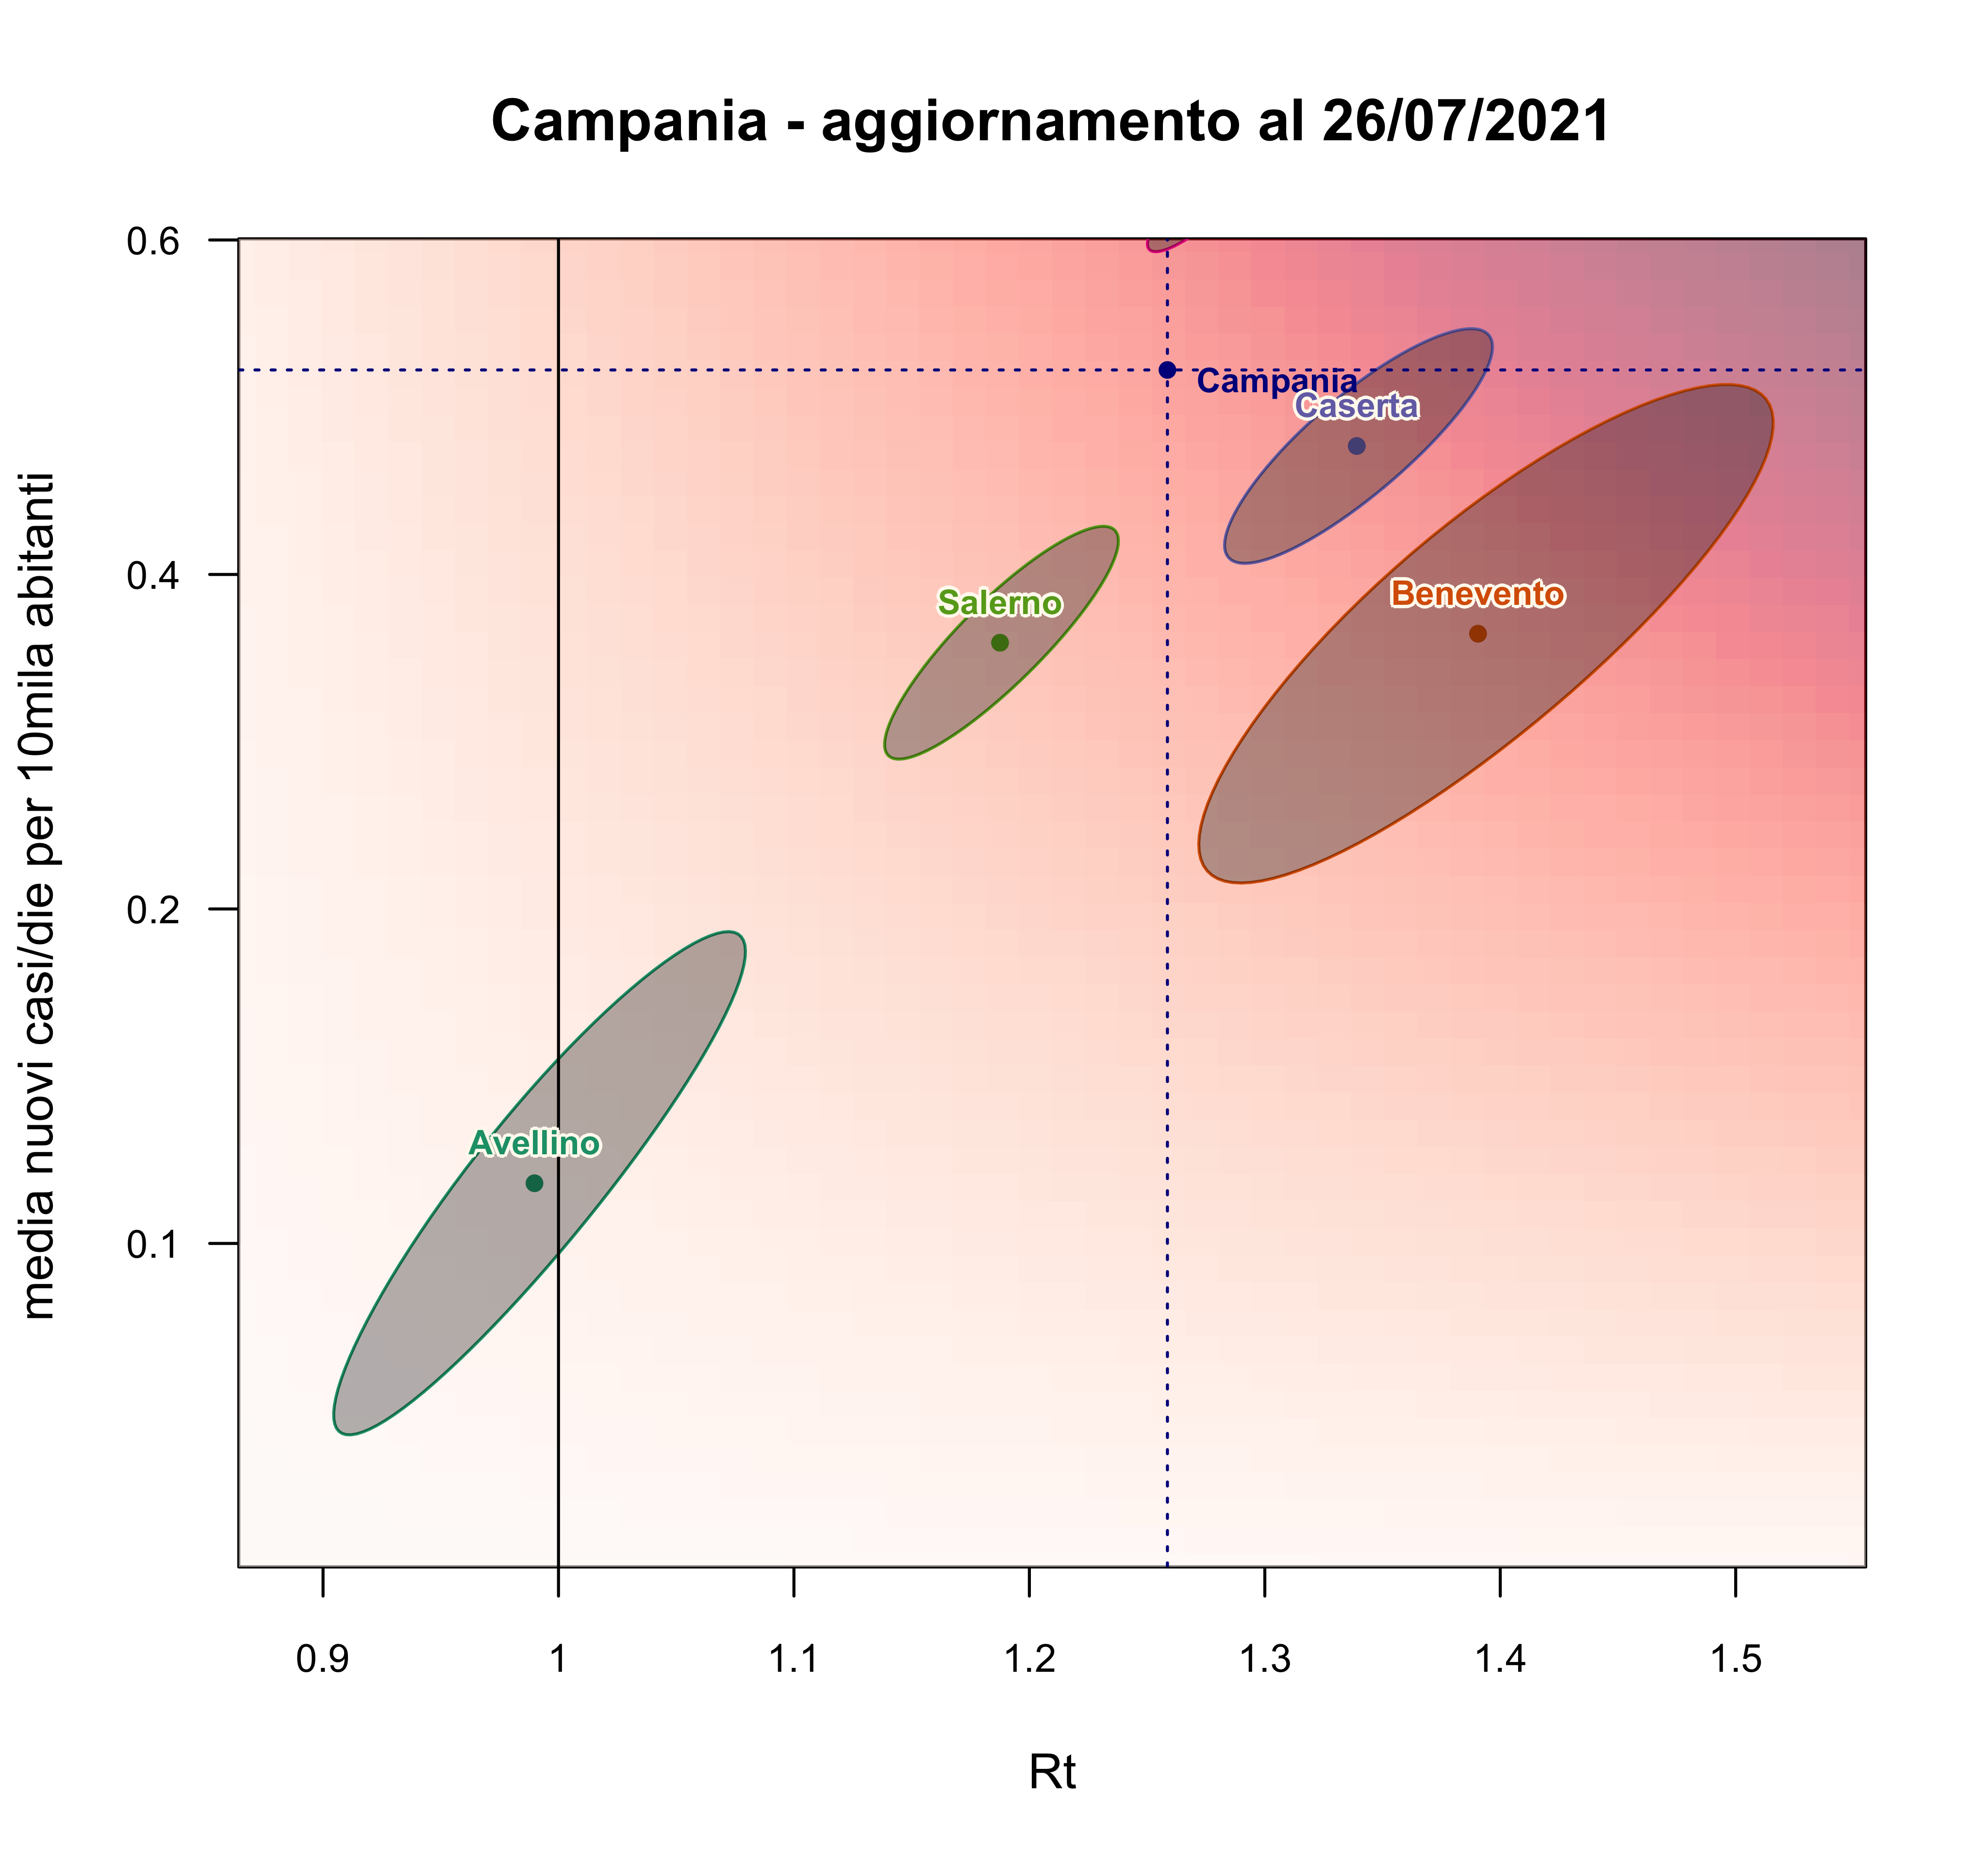 Campania - aggiornamento al 26/07/2021
media nuovi casi/die per 10mila abitanti
0.6
0.4
0.2
0.1
Campania
Caserta
Benevento
Salerno
Avellino
0.9
1
1.1
1.2
1.3
1.4
1.5
Rt